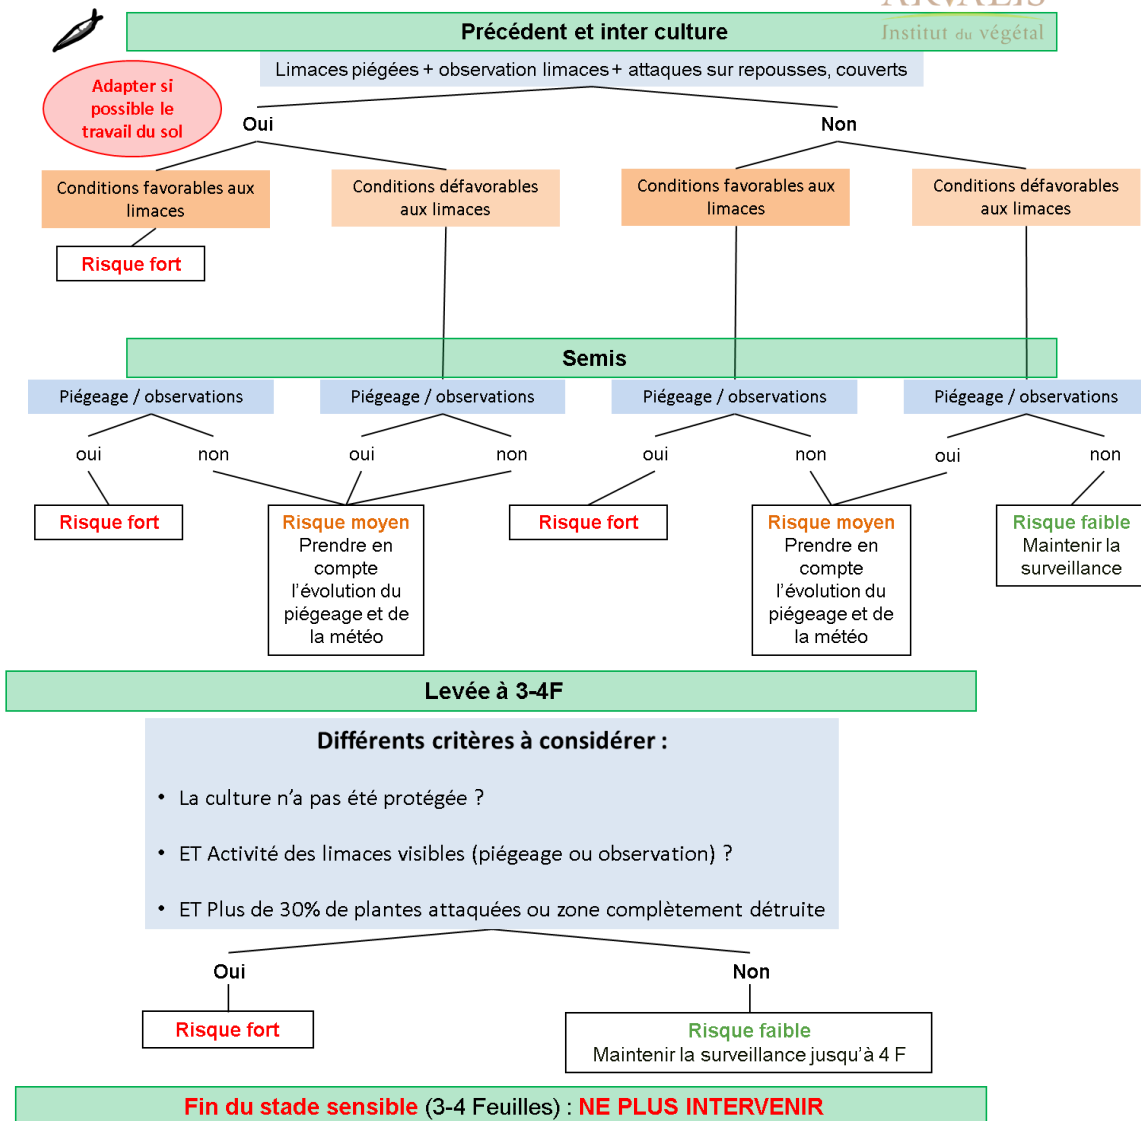 ARVALIS
Institut du végétal
Précédent et inter culture
Limaces piégées + observation limaces + attaques sur repousses, couverts
Adapter si
possible le
travail du sol
Oui
Non
Conditions favorables aux
limaces
Conditions défavorables
aux limaces
Conditions favorables aux
limaces
Conditions défavorables
aux limaces
Risque fort
Semis
Piégeage / observations
Piégeage / observations
Piégeage / observations
Piégeage / observations
oui
non
oui
non
oui
non
oui
non
Risque fort
Risque moyen
Prendre en
compte
l'évolution du
piégeage et de
la météo
Risque fort
Risque moyen
Prendre en
compte
l'évolution du
piégeage et de
la météo
Risque faible
Maintenir la
surveillance
Levée à 3-4F
Différents critères à considérer :
• La culture n'a pas été protégée ?
• ET Activité des limaces visibles (piégeage ou observation) ?
• ET Plus de 30% de plantes attaquées ou zone complètement détruite
Oui
Non
Risque fort
Risque faible
Maintenir la surveillance jusqu'à 4 F
Fin du stade sensible (3-4 Feuilles) : NE PLUS INTERVENIR